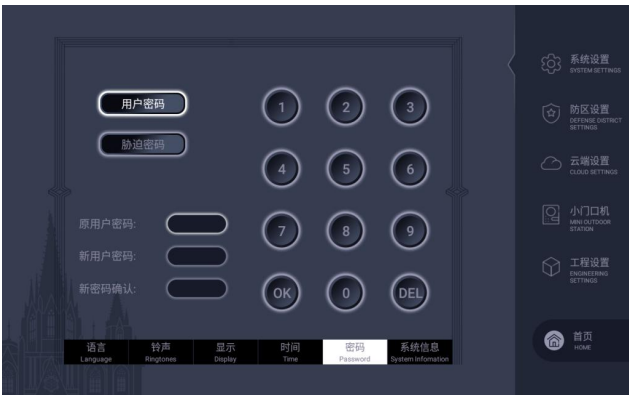 用户密码
胁迫密码
原用户密码:
新用户密码:
新密码确认:
1 2 3
4 5 6
7 8 9
OK 0 DEL
语言 铃声 显示 时间 密码 系统信息
Language Ringtones Display Time Password System Infomation
系统设置
SYSTEM SETTINGS
防区设置
DEFENSE DISTRICT
SETTINGS
云端设置
CLOUD SETTINGS
小门口机
MINI OUTDOOR
STATION
工程设置
ENGINEERING
SETTINGS
首页
HOME